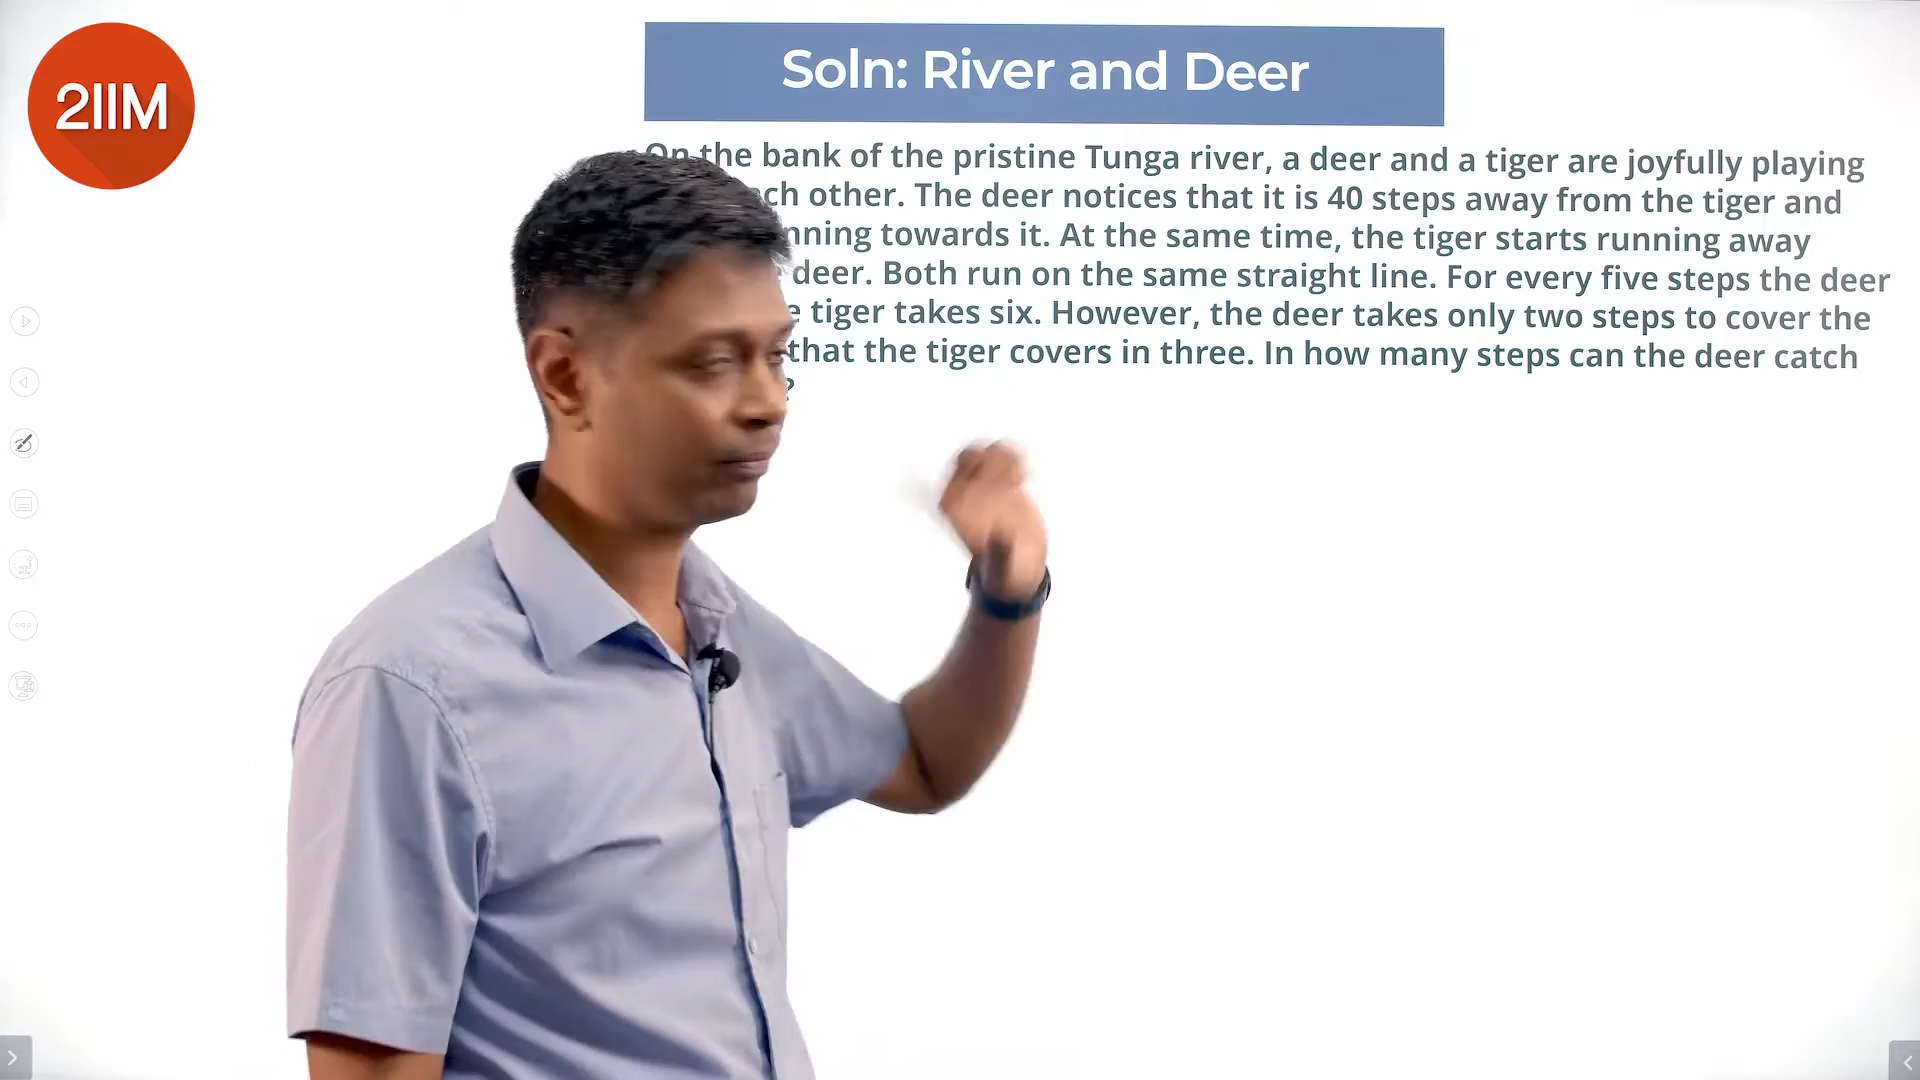 2IIM
Soln: River and Deer
On the bank of the pristine Tunga river, a deer and a tiger are joyfully playing
other. The deer notices that it is 40 steps away from the tiger and
towards it. At the same time, the tiger starts running away
deer. Both run on the same straight line. For every five steps the deer
tiger takes six. However, the deer takes only two steps to cover the
that the tiger covers in three. In how many steps can the deer catch
?